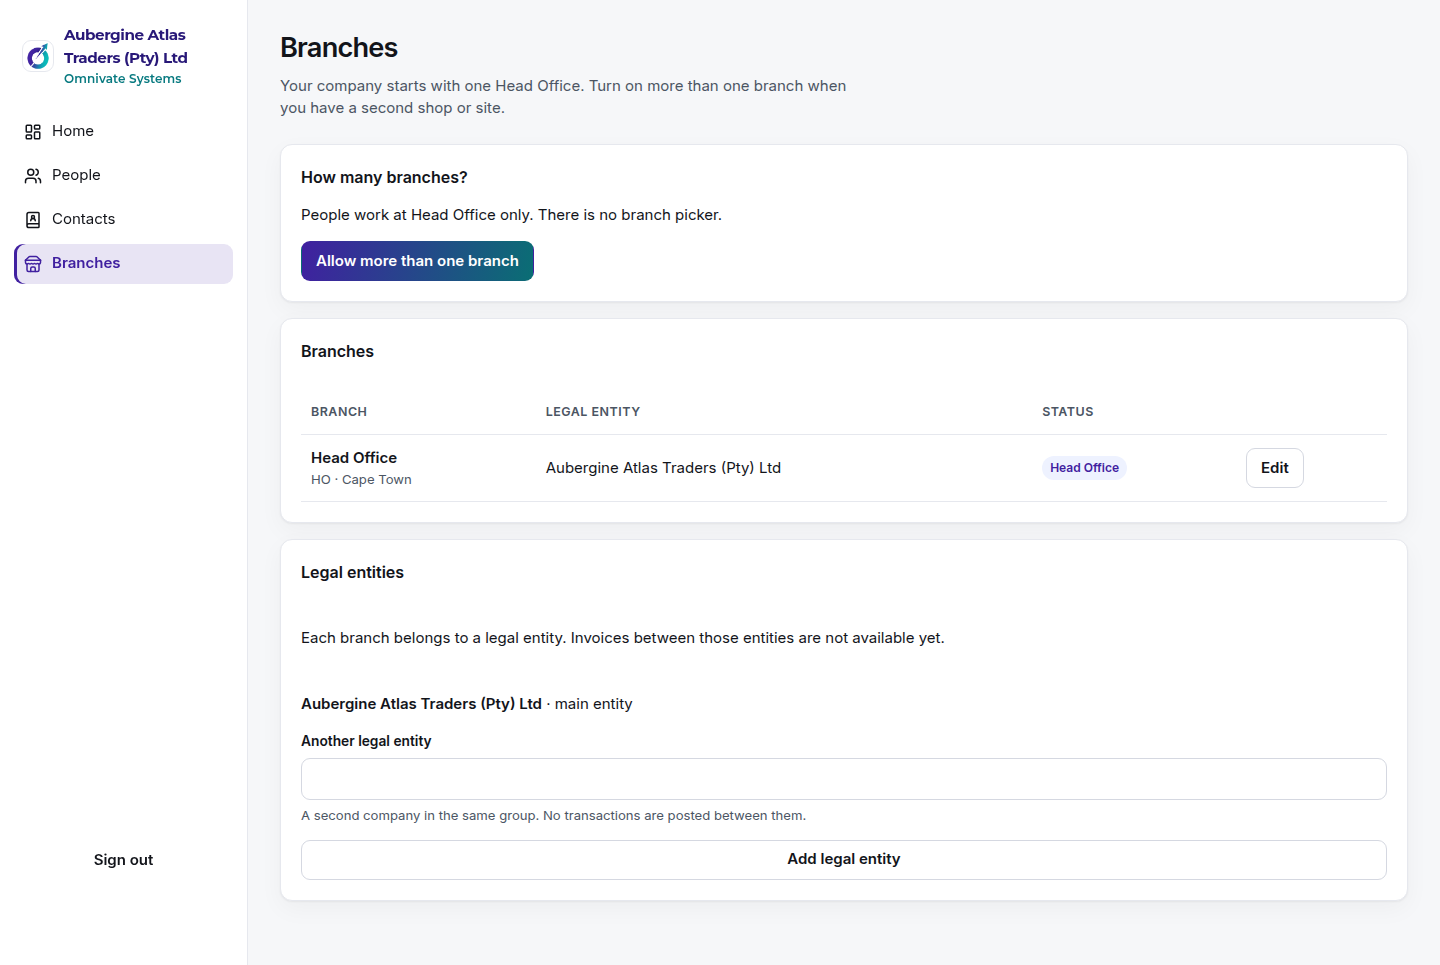 Aubergine Atlas
Traders (Pty) Ltd
Omnivate Systems
Home
People
Contacts
Branches
Sign out
Branches
Your company starts with one Head Office. Turn on more than one branch when
you have a second shop or site.
How many branches?
People work at Head Office only. There is no branch picker.
Allow more than one branch
Branches
BRANCH LEGAL ENTITY STATUS
Head Office
HO · Cape Town
Aubergine Atlas Traders (Pty) Ltd
Head Office
Edit
Legal entities
Each branch belongs to a legal entity. Invoices between those entities are not available yet.
Aubergine Atlas Traders (Pty) Ltd · main entity
Another legal entity
A second company in the same group. No transactions are posted between them.
Add legal entity